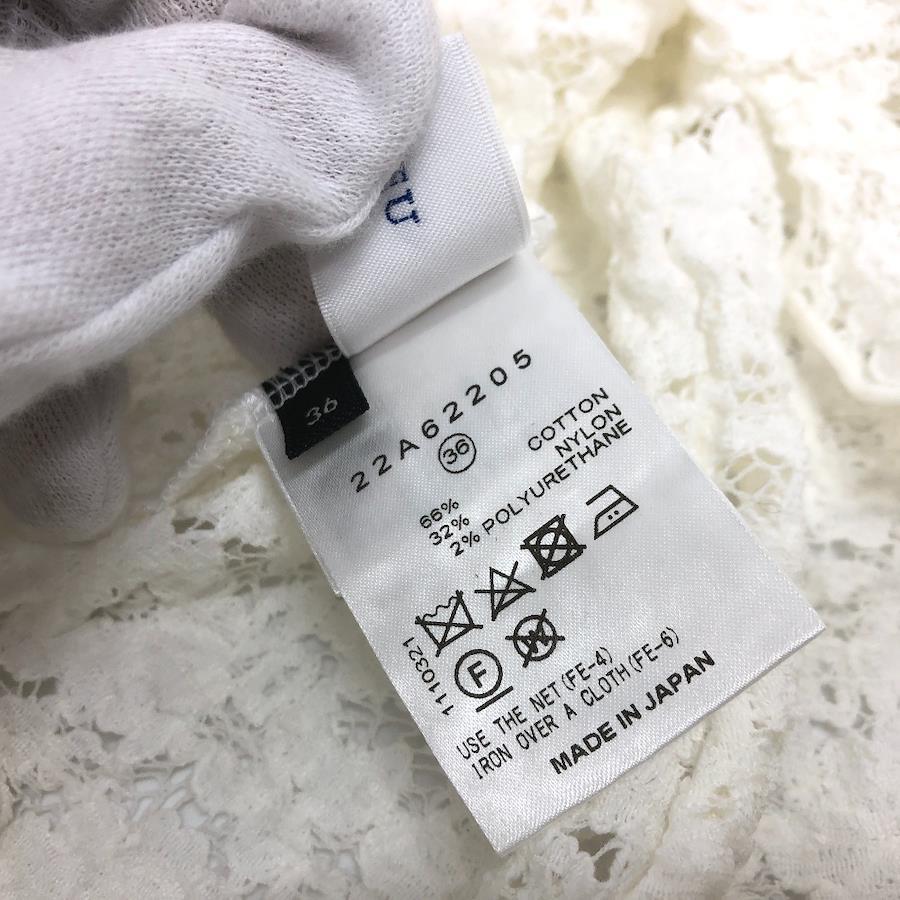 36
22A62205
36
66% COTTON
32% NYLON
2% POLYURETHANE
1110321
F
W
USE THE NET(FE-4)
IRON OVER A CLOTH(FE-6)
MADE IN JAPAN